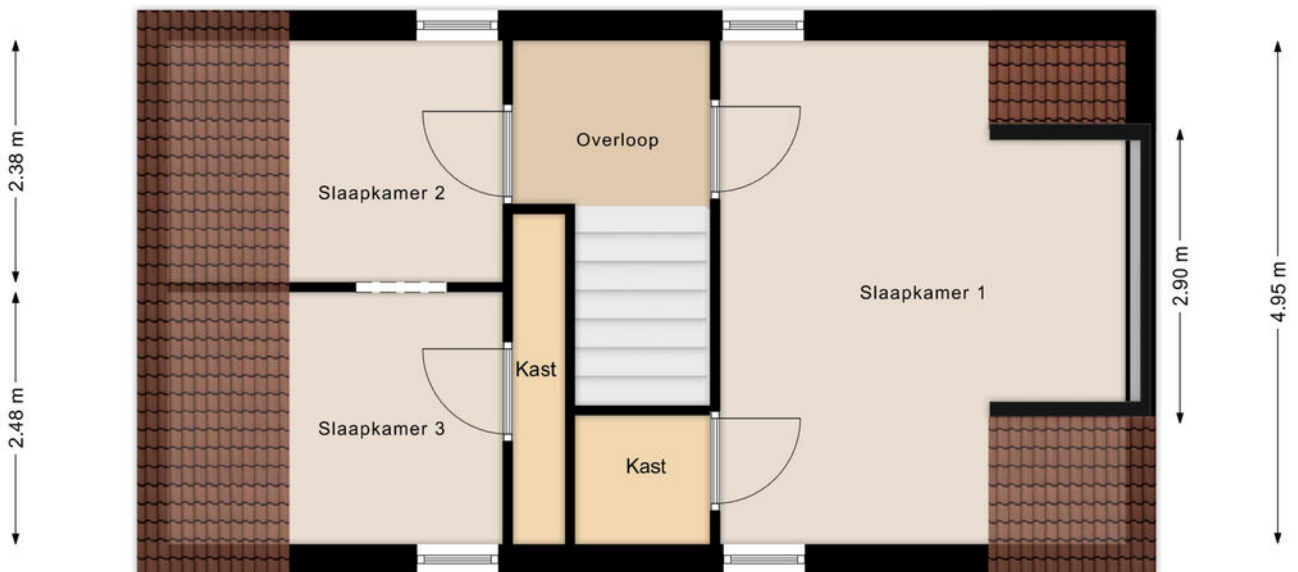 2.38 m
2.48 m
Slaapkamer 2
Overloop
Slaapkamer 1
Kast
Slaapkamer 3
Kast
2.90 m
4.95 m